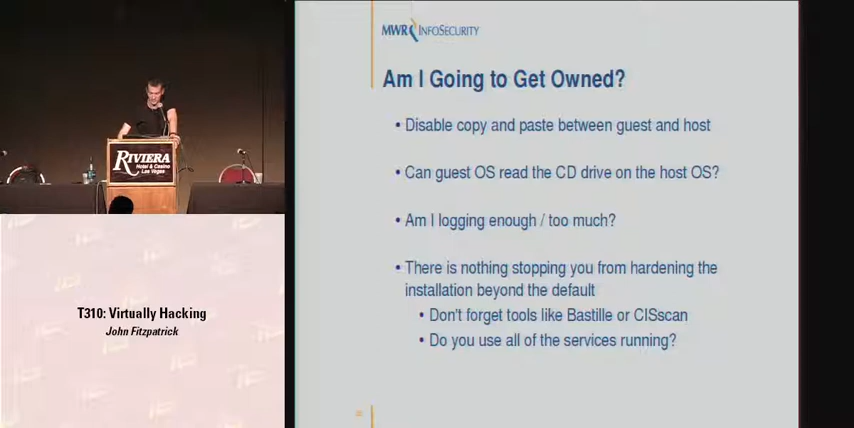 MWR INFOSECURITY
Am I Going to Get Owned?
• Disable copy and paste between guest and host
• Can guest OS read the CD drive on the host OS?
• Am I logging enough / too much?
• There is nothing stopping you from hardening the
installation beyond the default
• Don't forget tools like Bastille or CISscan
• Do you use all of the services running?
RIVIERA
Hotel & Casino
Las Vegas
T310: Virtually Hacking
John Fitzpatrick